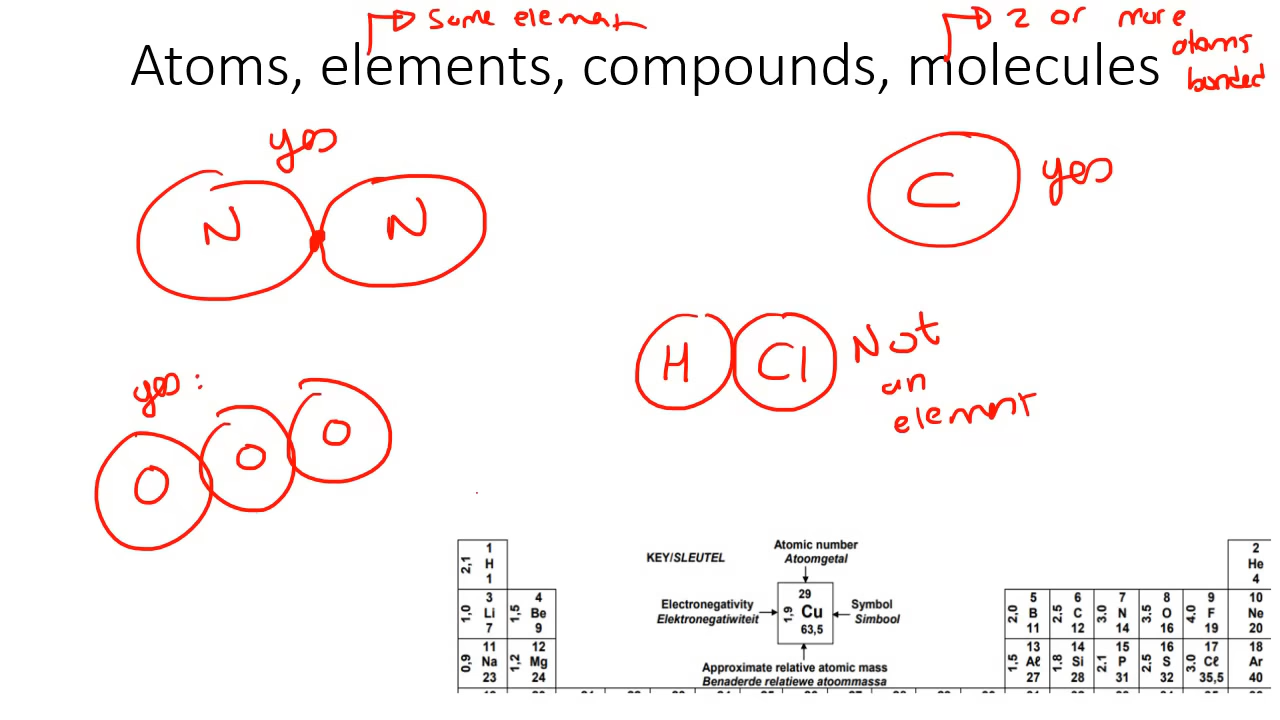 Same element
2 or more
atoms
bonded
Atoms, elements, compounds, molecules
yes
N N
C yes
H Cl Not
an
element
yes:
O O O
KEY/SLEUTEL
Atomic number
Atoomgetal
Electronegativity
Elektronegatiwiteit
29
1,9 Cu
63,5
Symbol
Simbool
Approximate relative atomic mass
Benaderde relatiewe atoommassa
1
2,1 H
1
2
He
4
3 4 5 6 7 8 9 10
1,0 Li 1,5 Be 2,0 B 2,5 C 3,0 N 3,5 O 4,0 F Ne
7 9 11 12 14 16 19 20
11 12 13 14 15 16 17 18
0,9 Na 1,2 Mg 1,5 Aℓ 1,8 Si 2,1 P 2,5 S 3,0 Cℓ Ar
23 24 27 28 31 32 35,5 40